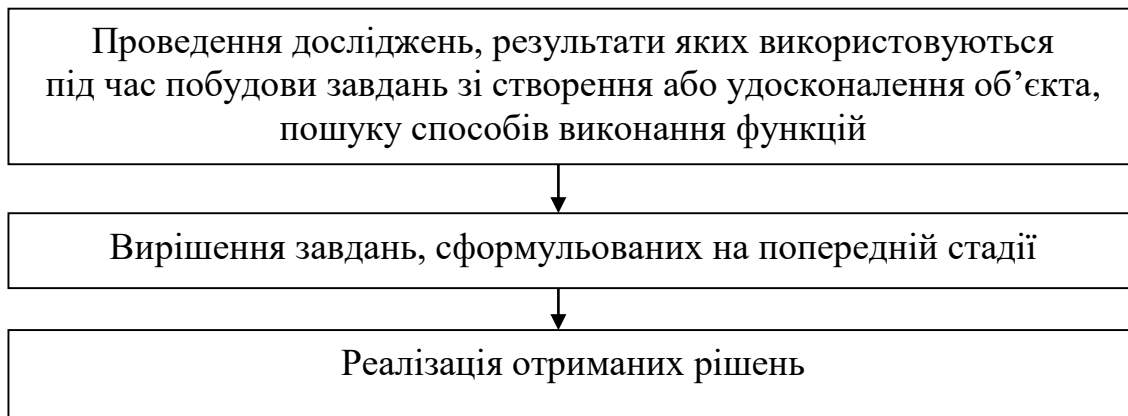 Проведення досліджень, результати яких використовуються
під час побудови завдань зі створення або удосконалення об’єкта,
пошуку способів виконання функцій
Вирішення завдань, сформульованих на попередній стадії
Реалізація отриманих рішень